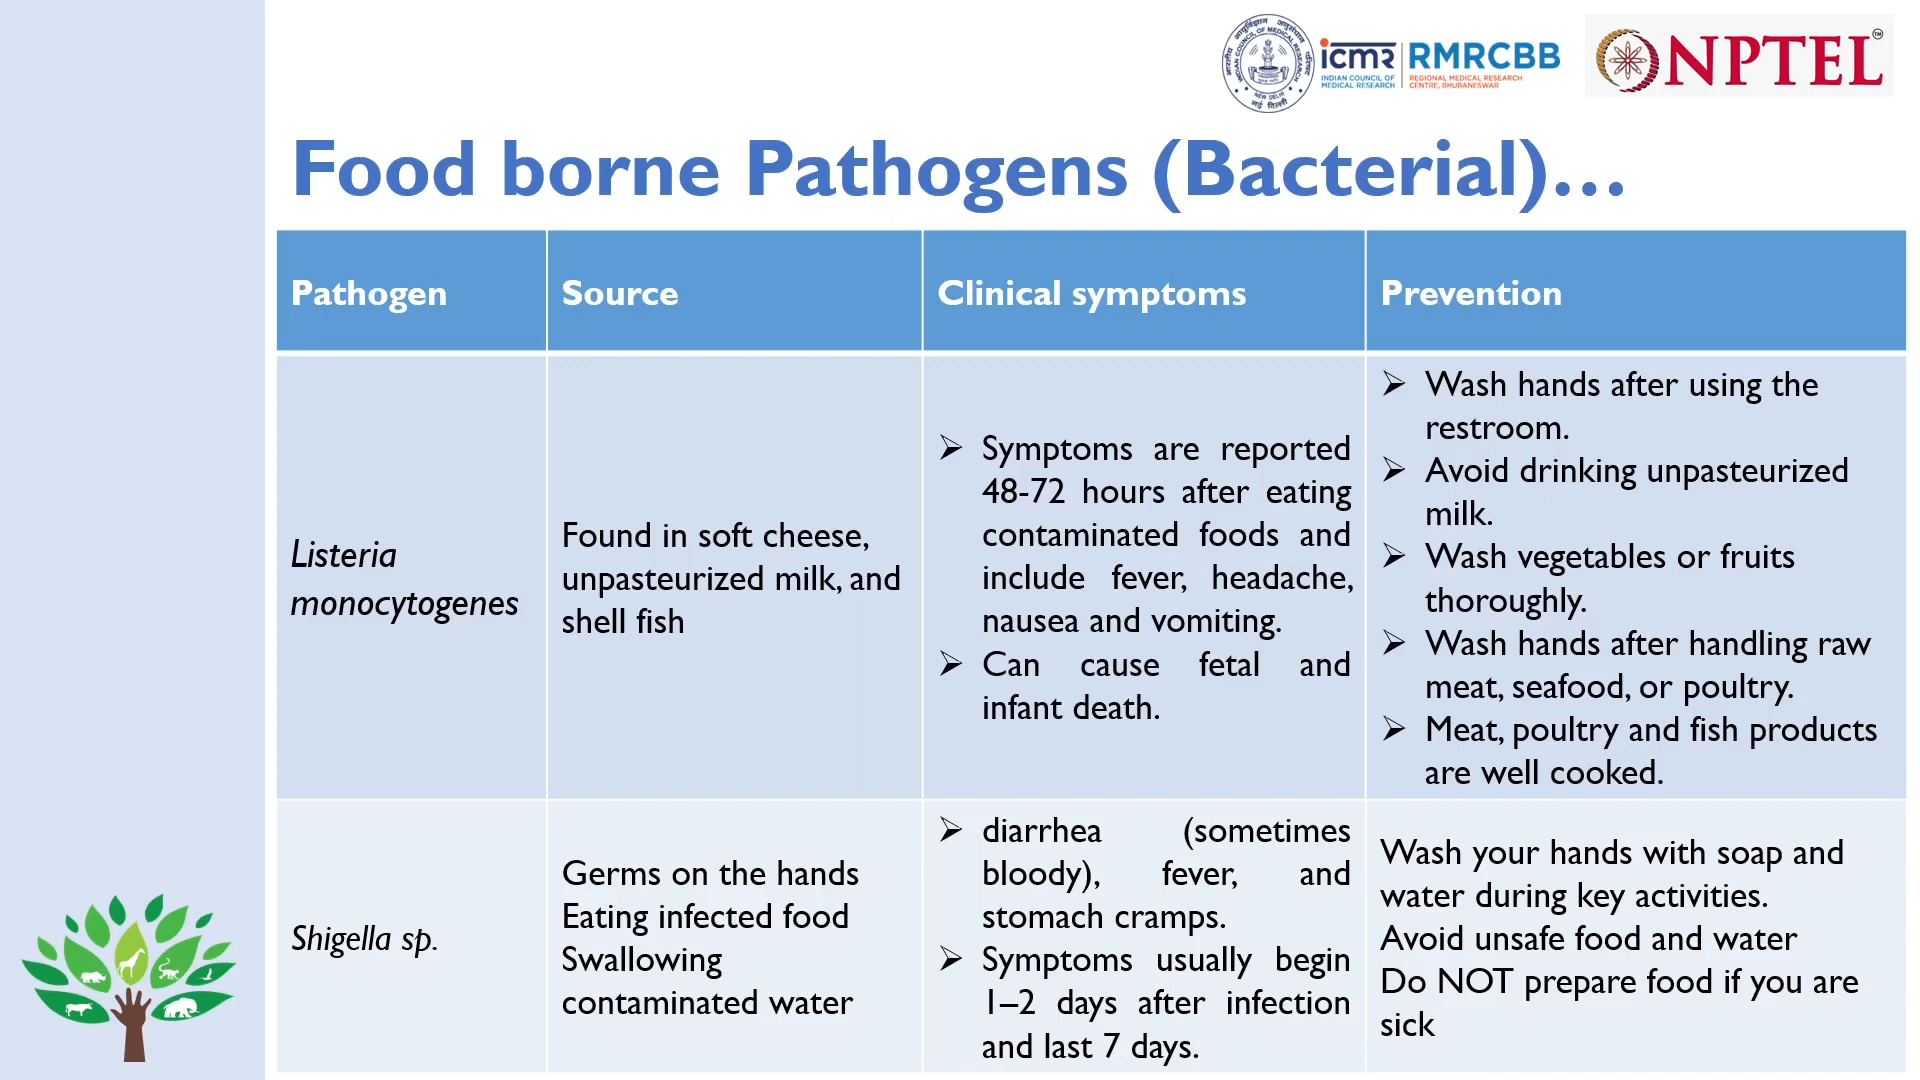 icmr
INDIAN COUNCIL OF
MEDICAL RESEARCH
RMRCBB
REGIONAL MEDICAL RESEARCH
CENTRE, BHUBANESWAR
NPTEL
TM
Food borne Pathogens (Bacterial)...
Pathogen
Source
Clinical symptoms
Prevention
Listeria
monocytogenes
Found in soft cheese,
unpasteurized milk, and
shell fish
➢ Symptoms are reported
48-72 hours after eating
contaminated foods and
include fever, headache,
nausea and vomiting.
➢ Can cause fetal and
infant death.
➢ Wash hands after using the
restroom.
➢ Avoid drinking unpasteurized
milk.
➢ Wash vegetables or fruits
thoroughly.
➢ Wash hands after handling raw
meat, seafood, or poultry.
➢ Meat, poultry and fish products
are well cooked.
Shigella sp.
Germs on the hands
Eating infected food
Swallowing
contaminated water
➢ diarrhea (sometimes
bloody), fever, and
stomach cramps.
➢ Symptoms usually begin
1–2 days after infection
and last 7 days.
Wash your hands with soap and
water during key activities.
Avoid unsafe food and water
Do NOT prepare food if you are
sick